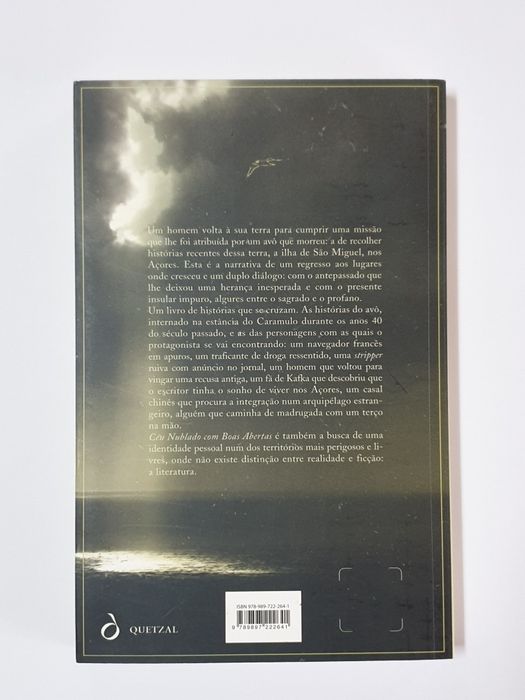 Um homem volta à sua terra para cumprir uma missão
que lhe foi atribuída por um avô que morreu: a de recolher
histórias recentes dessa terra, a ilha de São Miguel, nos
Açores. Esta é a narrativa de um regresso aos lugares
onde cresceu e um duplo diálogo: com o antepassado que
lhe deixou uma herança inesperada e com o presente
insular impuro, algures entre o sagrado e o profano.
Um livro de histórias que se cruzam. As histórias do avô,
internado na estância do Caramulo durante os anos 40
do século passado, e as das personagens com as quais o
protagonista se vai encontrando: um navegador francês
em apuros, um traficante de droga ressentido, uma stripper
ruiva com anúncio no jornal, um homem que voltou para
vingar uma recusa antiga, um fã de Kafka que descobriu que
o escritor tinha o sonho de viver nos Açores, um casal
chinês que procura a integração num arquipélago estran-
geiro, alguém que caminha de madrugada com um terço
na mão.
Céu Nublado com Boas Abertas é também a busca de uma
identidade pessoal num dos territórios mais perigosos e li-
vres, onde não existe distinção entre realidade e ficção:
a literatura.
ISBN 978-989-722-264-1
9 789897 222641
QUETZAL